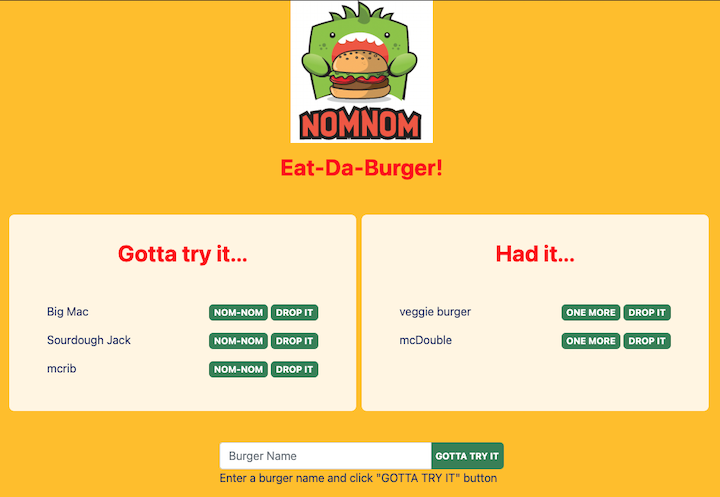 NOMNOM
Eat-Da-Burger!
Gotta try it...
Big Mac NOM-NOM DROP IT
Sourdough Jack NOM-NOM DROP IT
mcrib NOM-NOM DROP IT
Had it...
veggie burger ONE MORE DROP IT
mcDouble ONE MORE DROP IT
Burger Name GOTTA TRY IT
Enter a burger name and click "GOTTA TRY IT" button